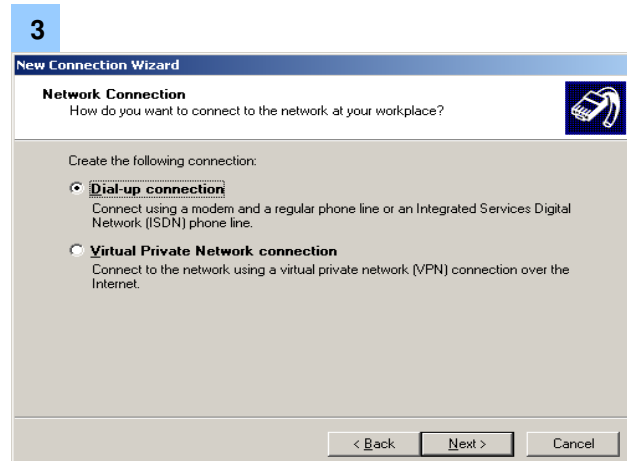 3
New Connection Wizard
Network Connection
How do you want to connect to the network at your workplace?
Create the following connection:
Dial-up connection
Connect using a modem and a regular phone line or an Integrated Services Digital
Network (ISDN) phone line.
Virtual Private Network connection
Connect to the network using a virtual private network (VPN) connection over the
Internet.
< Back Next > Cancel